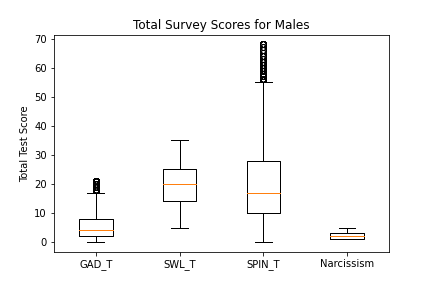 Total Survey Scores for Males
Total Test Score
70
60
50
40
30
20
10
0
GAD_T
SWL_T
SPIN_T
Narcissism